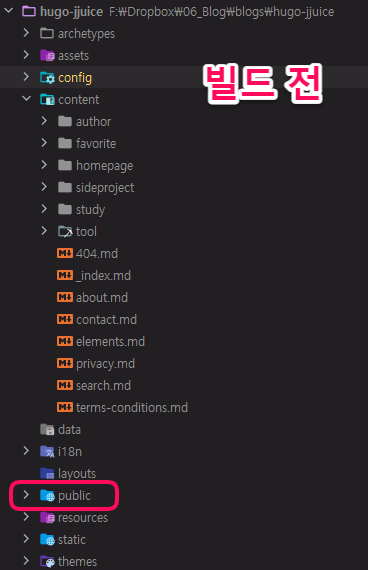 hugo-jjuice F:₩Dropbox₩06_Blog₩blogs₩hugo-jjuice
archetypes
assets
config
빌드 전
content
author
favorite
homepage
sideproject
study
tool
404.md
_index.md
about.md
contact.md
elements.md
privacy.md
search.md
terms-conditions.md
data
i18n
layouts
public
resources
static
themes